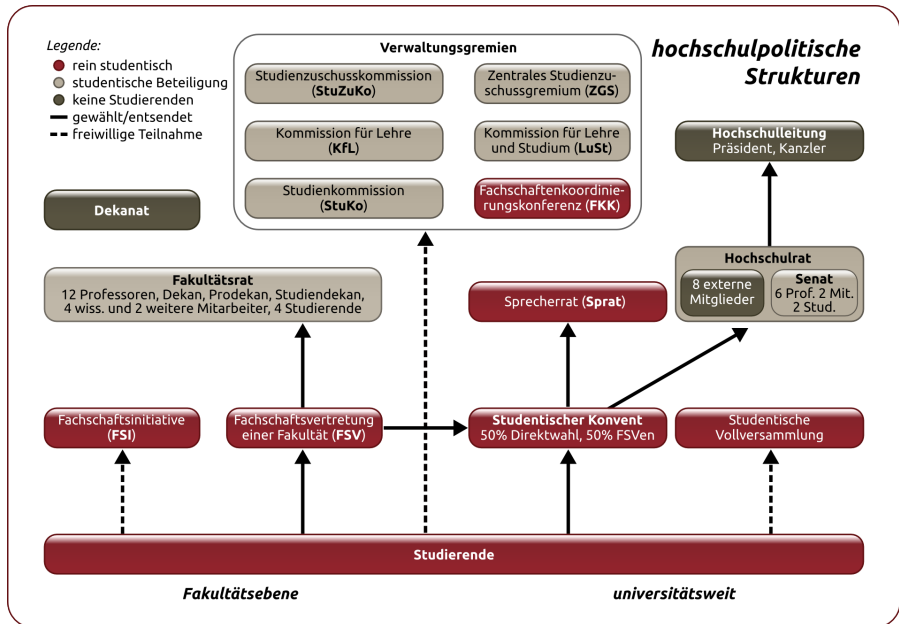 Legende:
rein studentisch
studentische Beteiligung
keine Studierenden
gewählt/entsendet
freiwillige Teilnahme
hochschulpolitische
Strukturen
Verwaltungsgremien
Studienzuschusskommission
(StuZuKo)
Zentrales Studienzu-
schussgremium (ZGS)
Kommission für Lehre
(KfL)
Kommission für Lehre
und Studium (LuSt)
Studienkommission
(StuKo)
Fachschaftenkoordinie-
rungskonferenz (FKK)
Hochschulleitung
Präsident, Kanzler
Dekanat
Fakultätsrat
12 Professoren, Dekan, Prodekan, Studiendekan,
4 wiss. und 2 weitere Mitarbeiter, 4 Studierende
Sprecherrat (Sprat)
Hochschulrat
8 externe
Mitglieder
Senat
6 Prof. 2 Mit.
2 Stud.
Fachschaftsinitiative
(FSI)
Fachschaftsvertretung
einer Fakultät (FSV)
Studentischer Konvent
50% Direktwahl, 50% FSVen
Studentische
Vollversammlung
Studierende
Fakultätsebene
universitätsweit